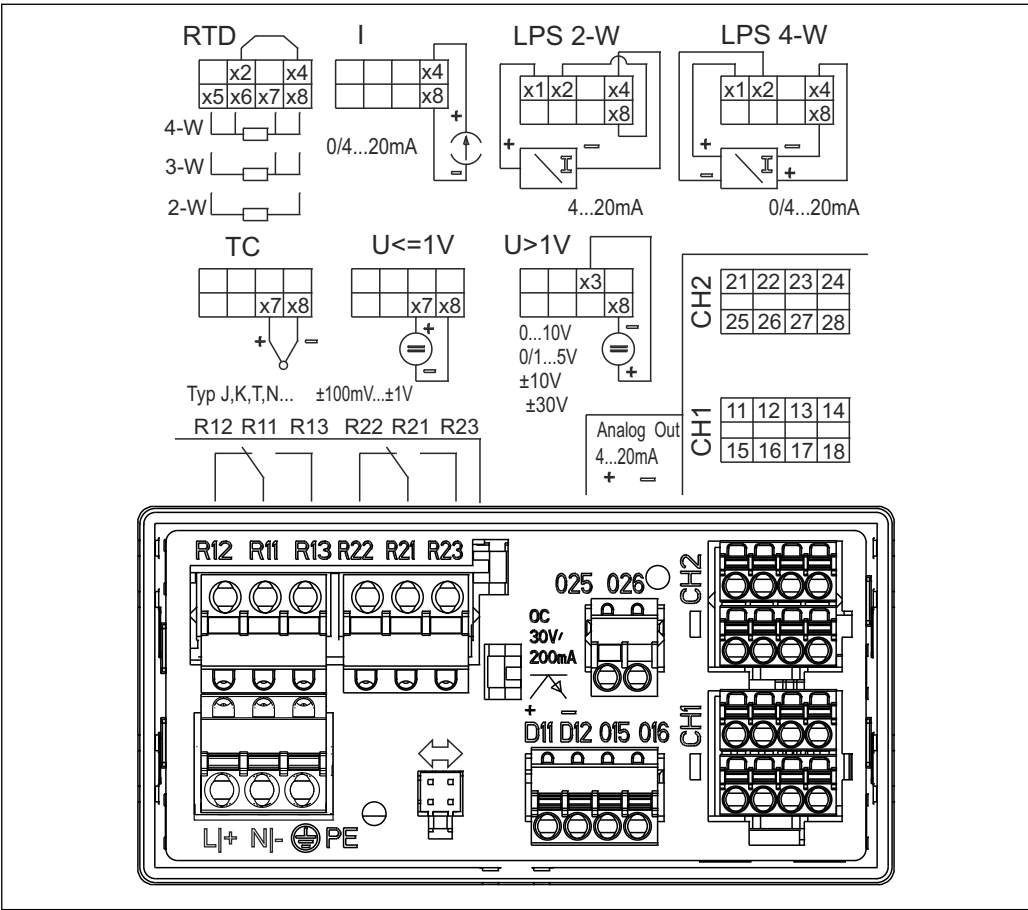 RTD I LPS 2-W LPS 4-W
x2 x4
x5 x6 x7 x8
4-W
3-W
2-W
x4
x8
+
0/4...20mA
−
x1 x2 x4
x8
+ − I
4...20mA
x1 x2 x4
x8
+ − I
− +
0/4...20mA
TC U<=1V U>1V
x7 x8
+ −
Typ J,K,T,N...
x7 x8
+
−
±100mV...±1V
x3
x8
−
+
0...10V
0/1...5V
±10V
±30V
CH2
21 22 23 24
25 26 27 28
CH1
11 12 13 14
15 16 17 18
R12 R11 R13 R22 R21 R23
Analog Out
4...20mA
+ −
R12 R11 R13 R22 R21 R23
O25 O26
CH2
OC
30V/
200mA
+ −
D11 D12 O15 O16
CH1
L|+ N|- PE